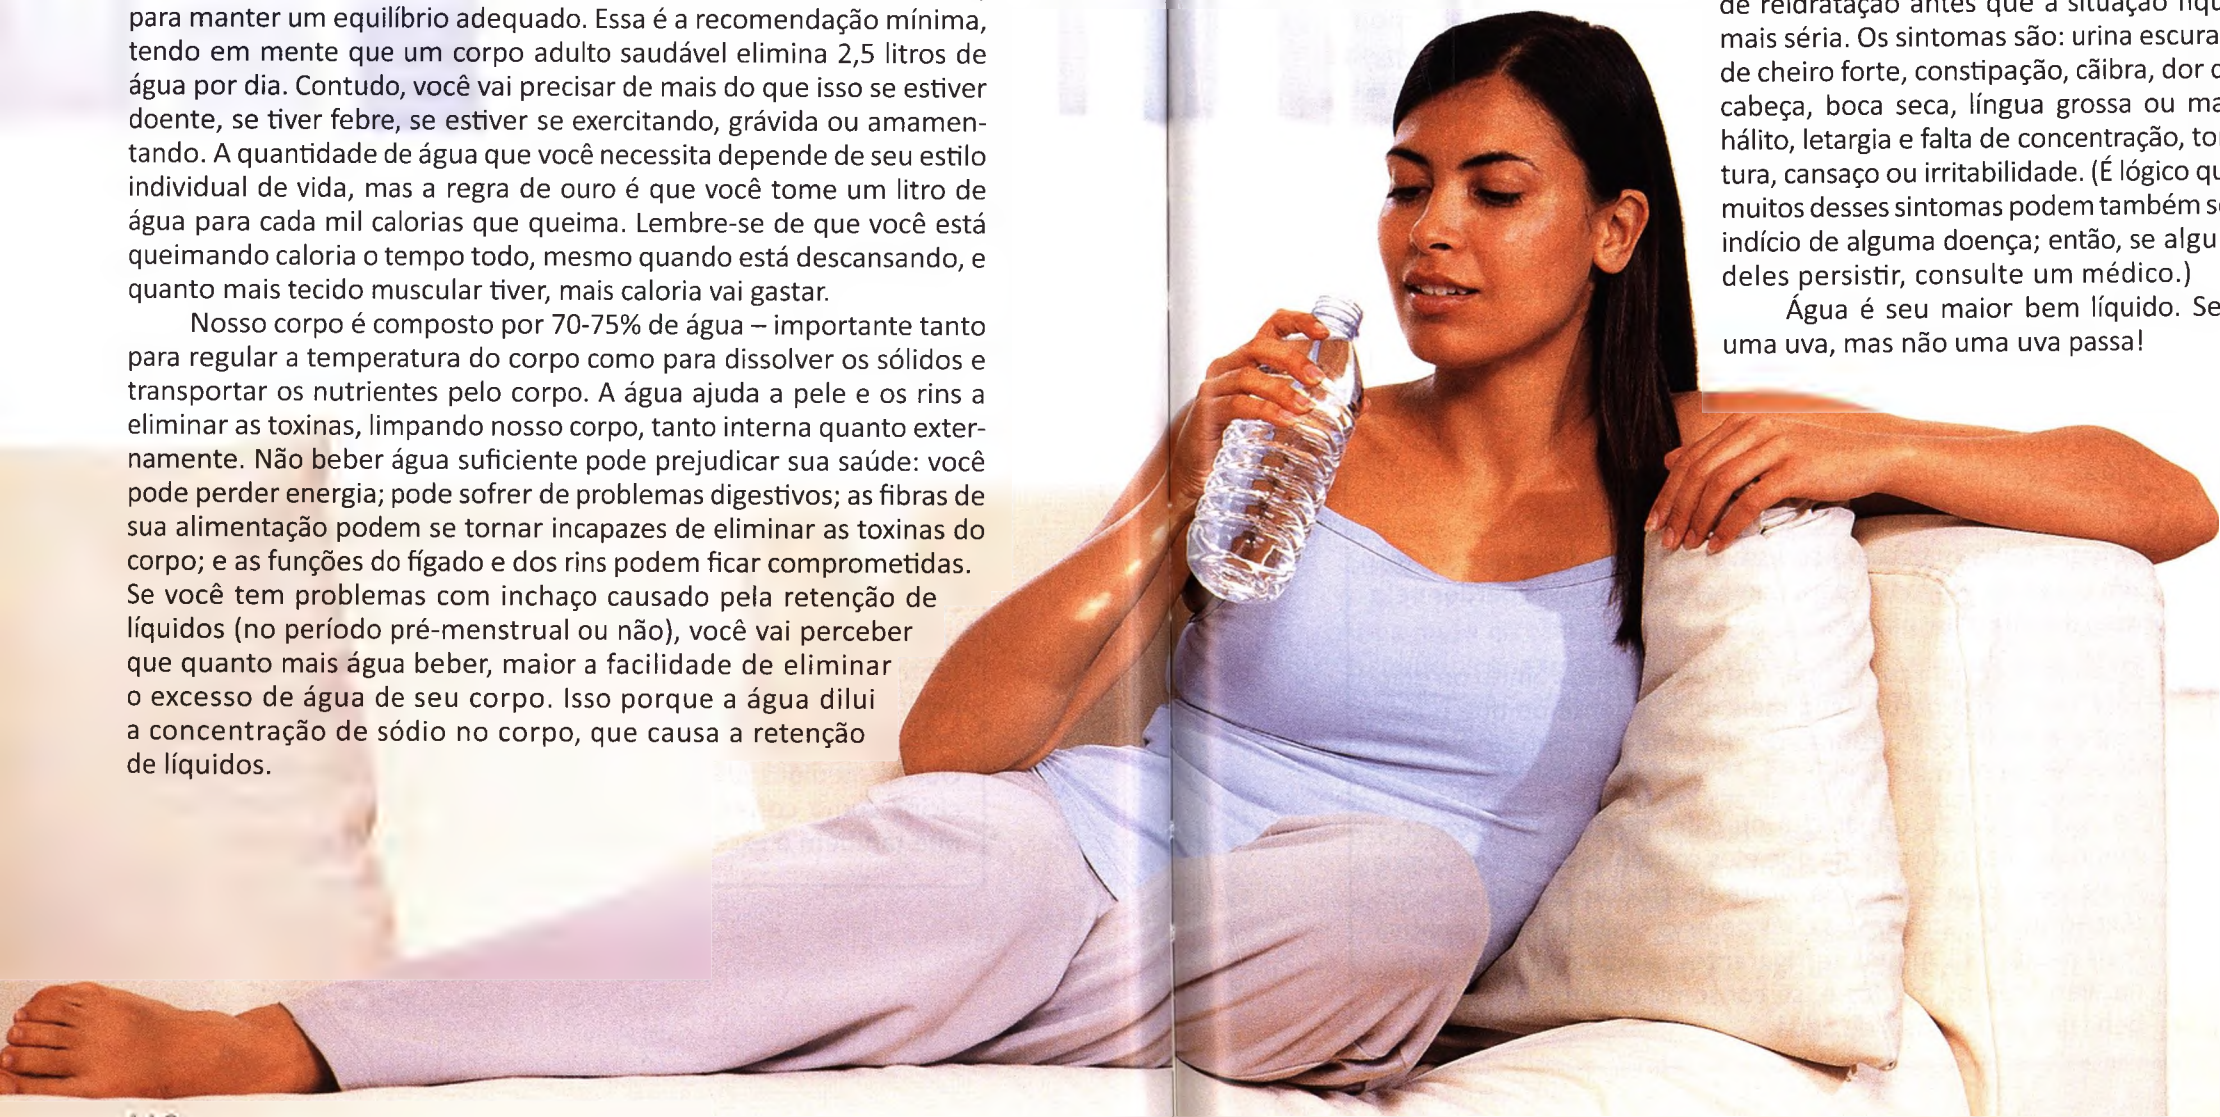 para manter um equilíbrio adequado. Essa é a recomendação mínima,
tendo em mente que um corpo adulto saudável elimina 2,5 litros de
água por dia. Contudo, você vai precisar de mais do que isso se estiver
doente, se tiver febre, se estiver se exercitando, grávida ou amamen-
tando. A quantidade de água que você necessita depende de seu estilo
individual de vida, mas a regra de ouro é que você tome um litro de
água para cada mil calorias que queima. Lembre-se de que você está
queimando caloria o tempo todo, mesmo quando está descansando, e
quanto mais tecido muscular tiver, mais caloria vai gastar.
Nosso corpo é composto por 70-75% de água – importante tanto
para regular a temperatura do corpo como para dissolver os sólidos e
transportar os nutrientes pelo corpo. A água ajuda a pele e os rins a
eliminar as toxinas, limpando nosso corpo, tanto interna quanto exter-
namente. Não beber água suficiente pode prejudicar sua saúde: você
pode perder energia; pode sofrer de problemas digestivos; as fibras de
sua alimentação podem se tornar incapazes de eliminar as toxinas do
corpo; e as funções do fígado e dos rins podem ficar comprometidas.
Se você tem problemas com inchaço causado pela retenção de
líquidos (no período pré-menstrual ou não), você vai perceber
que quanto mais água beber, maior a facilidade de eliminar
o excesso de água de seu corpo. Isso porque a água dilui
a concentração de sódio no corpo, que causa a retenção
de líquidos.
de reidratação antes que a situação
mais séria. Os sintomas são: urina escura
de cheiro forte, constipação, cãibra, dor
cabeça, boca seca, língua grossa ou
hálito, letargia e falta de concentração,
tura, cansaço ou irritabilidade. (É lógico
muitos desses sintomas podem também
indício de alguma doença; então, se
deles persistir, consulte um médico.)
Água é seu maior bem líquido.
uma uva, mas não uma uva passa!